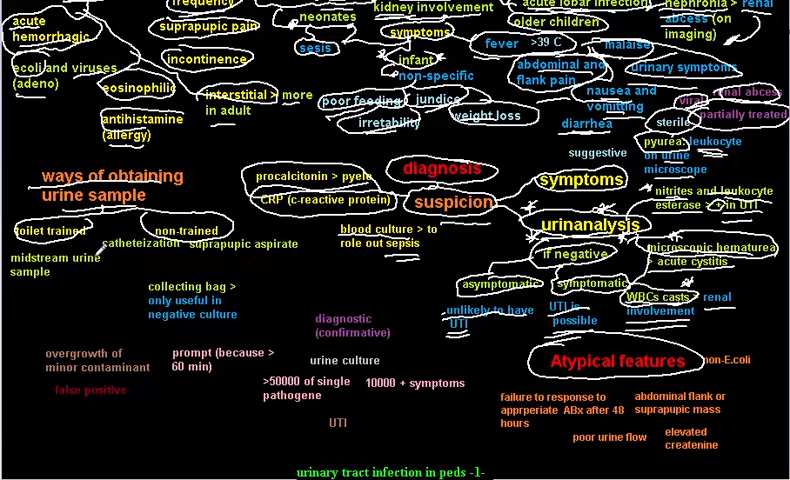 frequency
neonates
kidney involvement
acute lobar infection
nephronia > renal
abcess (on
imaging)
acute
hemorrhagic
suprapupic pain
symptoms
older children
sesis
fever >39 C
malaise
incontinence
infant
non-specific
abdominal and
flank pain
urinary symptoms
ecoli and viruses
(adeno)
eosinophilic
interstitial > more
in adult
poor feeding
jundice
nausea and
vomitting
viral
renal abcess
antihistamine
(allergy)
irretability
weight loss
diarrhea
sterile
partially treated
pyurea: leukocyte
on urine
microscope
suggestive
ways of obtaining
urine sample
procalcitonin > pyele
CRP (c-reactive protein)
diagnosis
suspicion
symptoms
nitrites and leukocyte
esterase > + in UTI
toilet trained
non-trained
blood culture > to
role out sepsis
urinanalysis
midstream urine
sample
catheteization
suprapupic aspirate
if negative
microscopic hematurea
> acute cystitis
collecting bag >
only useful in
negative culture
asymptomatic
symptomatic
WBCs casts > renal
involvement
unlikely to have
UTI
UTI is
possible
diagnostic
(confirmative)
overgrowth of
minor contaminant
prompt (because >
60 min)
urine culture
Atypical features
non-E.coli
false positive
>50000 of single
pathogene
10000 + symptoms
failure to response to
apprperiate ABx after 48
hours
abdominal flank or
suprapupic mass
UTI
poor urine flow
elevated
createnine
urinary tract infection in peds -1-